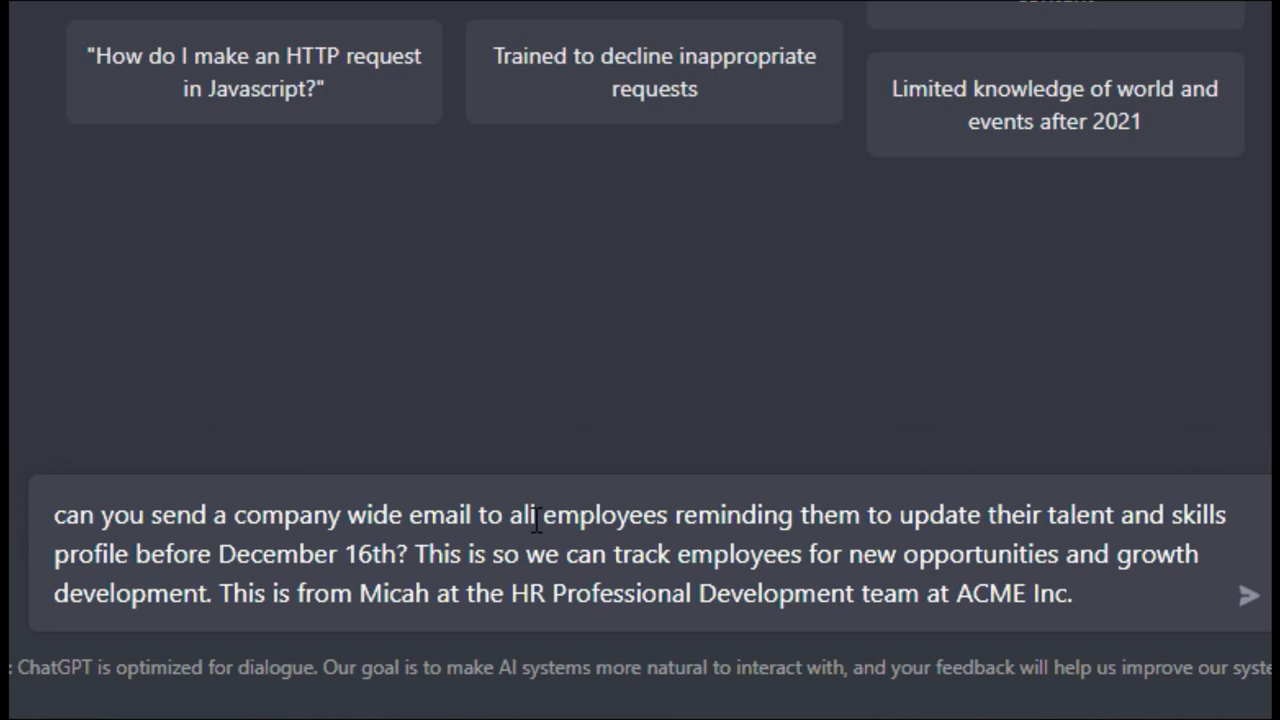 "How do I make an HTTP request
in Javascript?"
Trained to decline inappropriate
requests
Limited knowledge of world and
events after 2021
can you send a company wide email to all employees reminding them to update their talent and skills
profile before December 16th? This is so we can track employees for new opportunities and growth
development. This is from Micah at the HR Professional Development team at ACME Inc.
: ChatGPT is optimized for dialogue. Our goal is to make AI systems more natural to interact with, and your feedback will help us improve our syste